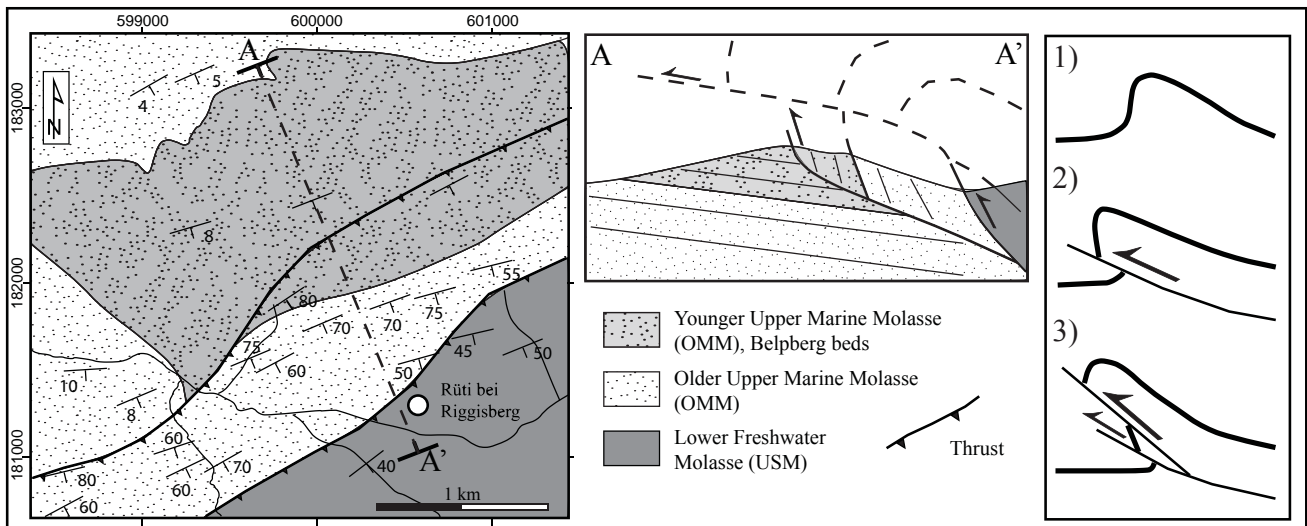 599000 600000 601000
183000
182000
181000
N
A
A'
5
4
8
80
55
75
70
70
75
60
50
45
50
10
8
60
70
60
80
60
40
Rüti bei
Riggisberg
1 km
A A'
Younger Upper Marine Molasse
(OMM), Belpberg beds
Older Upper Marine Molasse
(OMM)
Lower Freshwater
Molasse (USM)
Thrust
1)
2)
3)